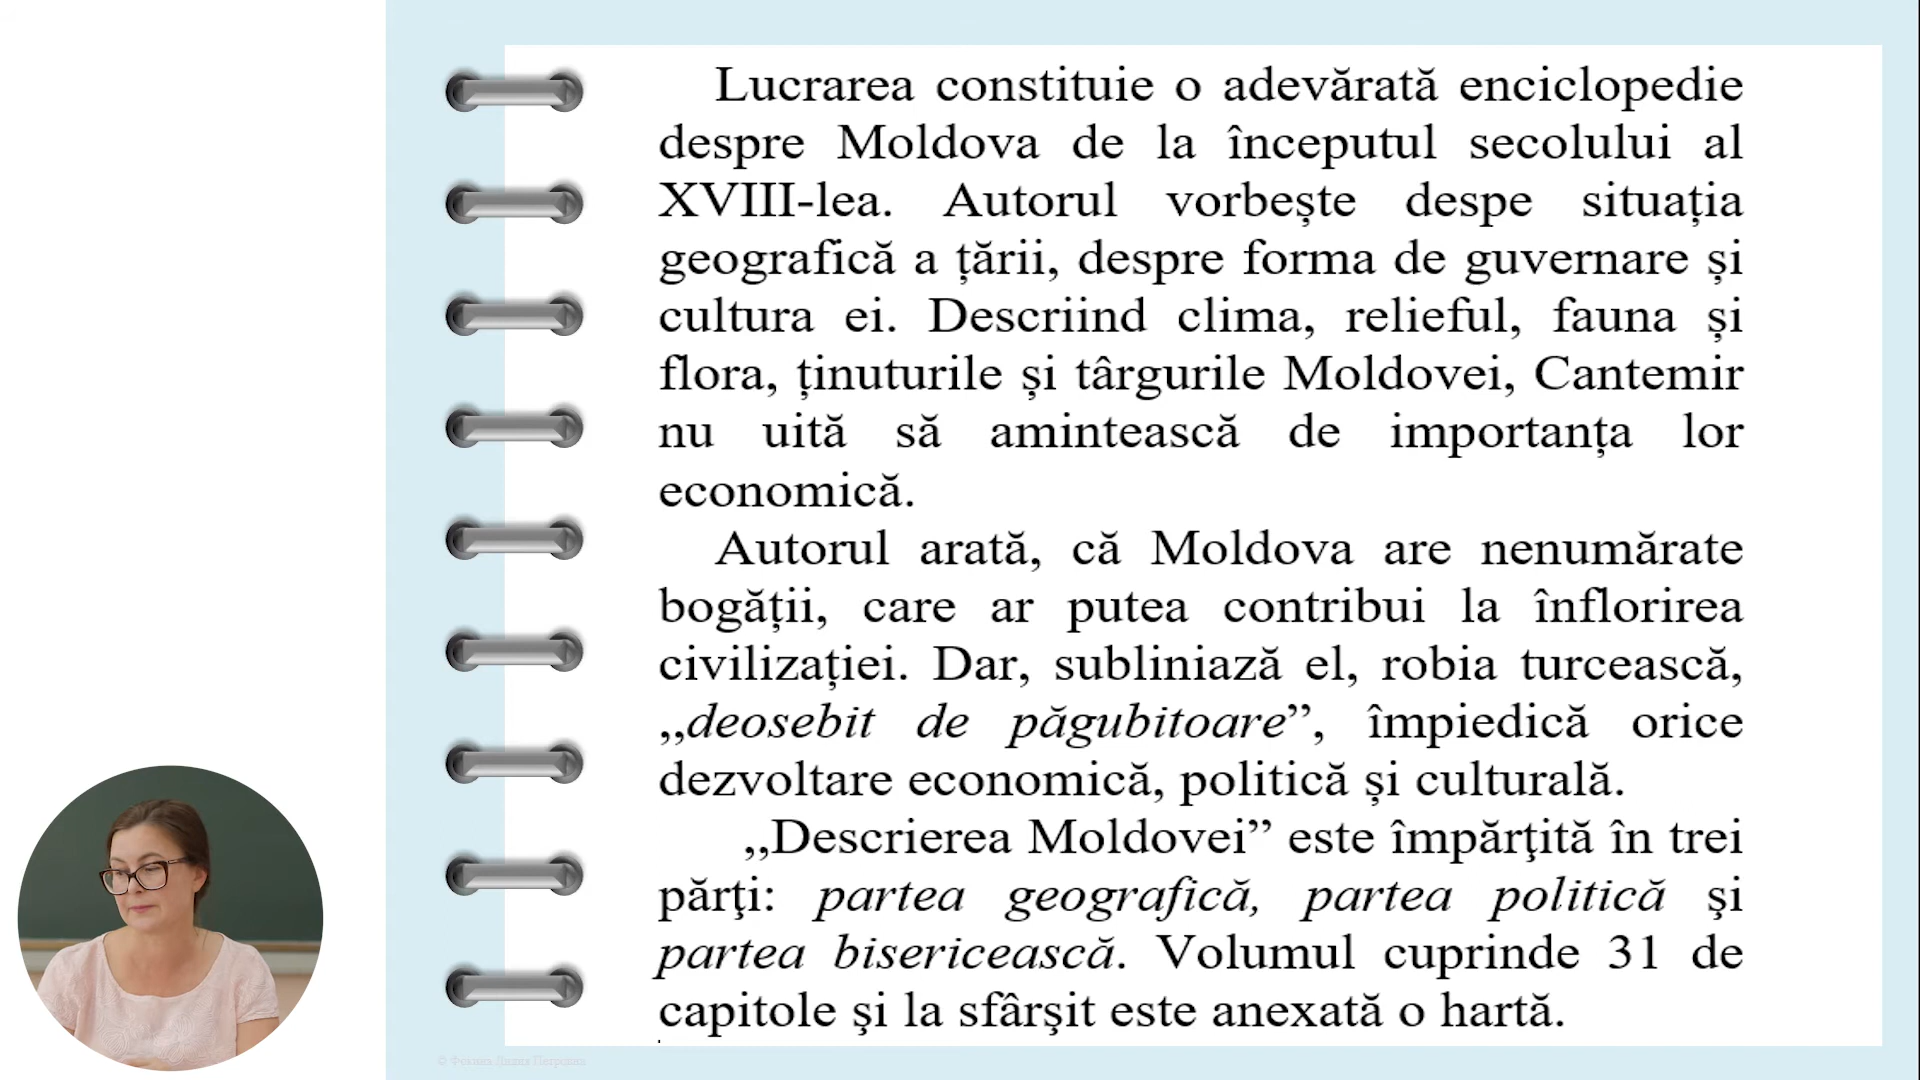 Lucrarea constituie o adevărată enciclopedie
despre Moldova de la începutul secolului al
XVIII-lea. Autorul vorbește despe situația
geografică a țării, despre forma de guvernare și
cultura ei. Descriind clima, relieful, fauna și
flora, ținuturile și târgurile Moldovei, Cantemir
nu uită să amintească de importanța lor
economică.
Autorul arată, că Moldova are nenumărate
bogății, care ar putea contribui la înflorirea
civilizației. Dar, subliniază el, robia turcească,
,,deosebit de păgubitoare”, împiedică orice
dezvoltare economică, politică și culturală.
,,Descrierea Moldovei” este împărţită în trei
părţi: partea geografică, partea politică şi
partea bisericească. Volumul cuprinde 31 de
capitole şi la sfârşit este anexată o hartă.